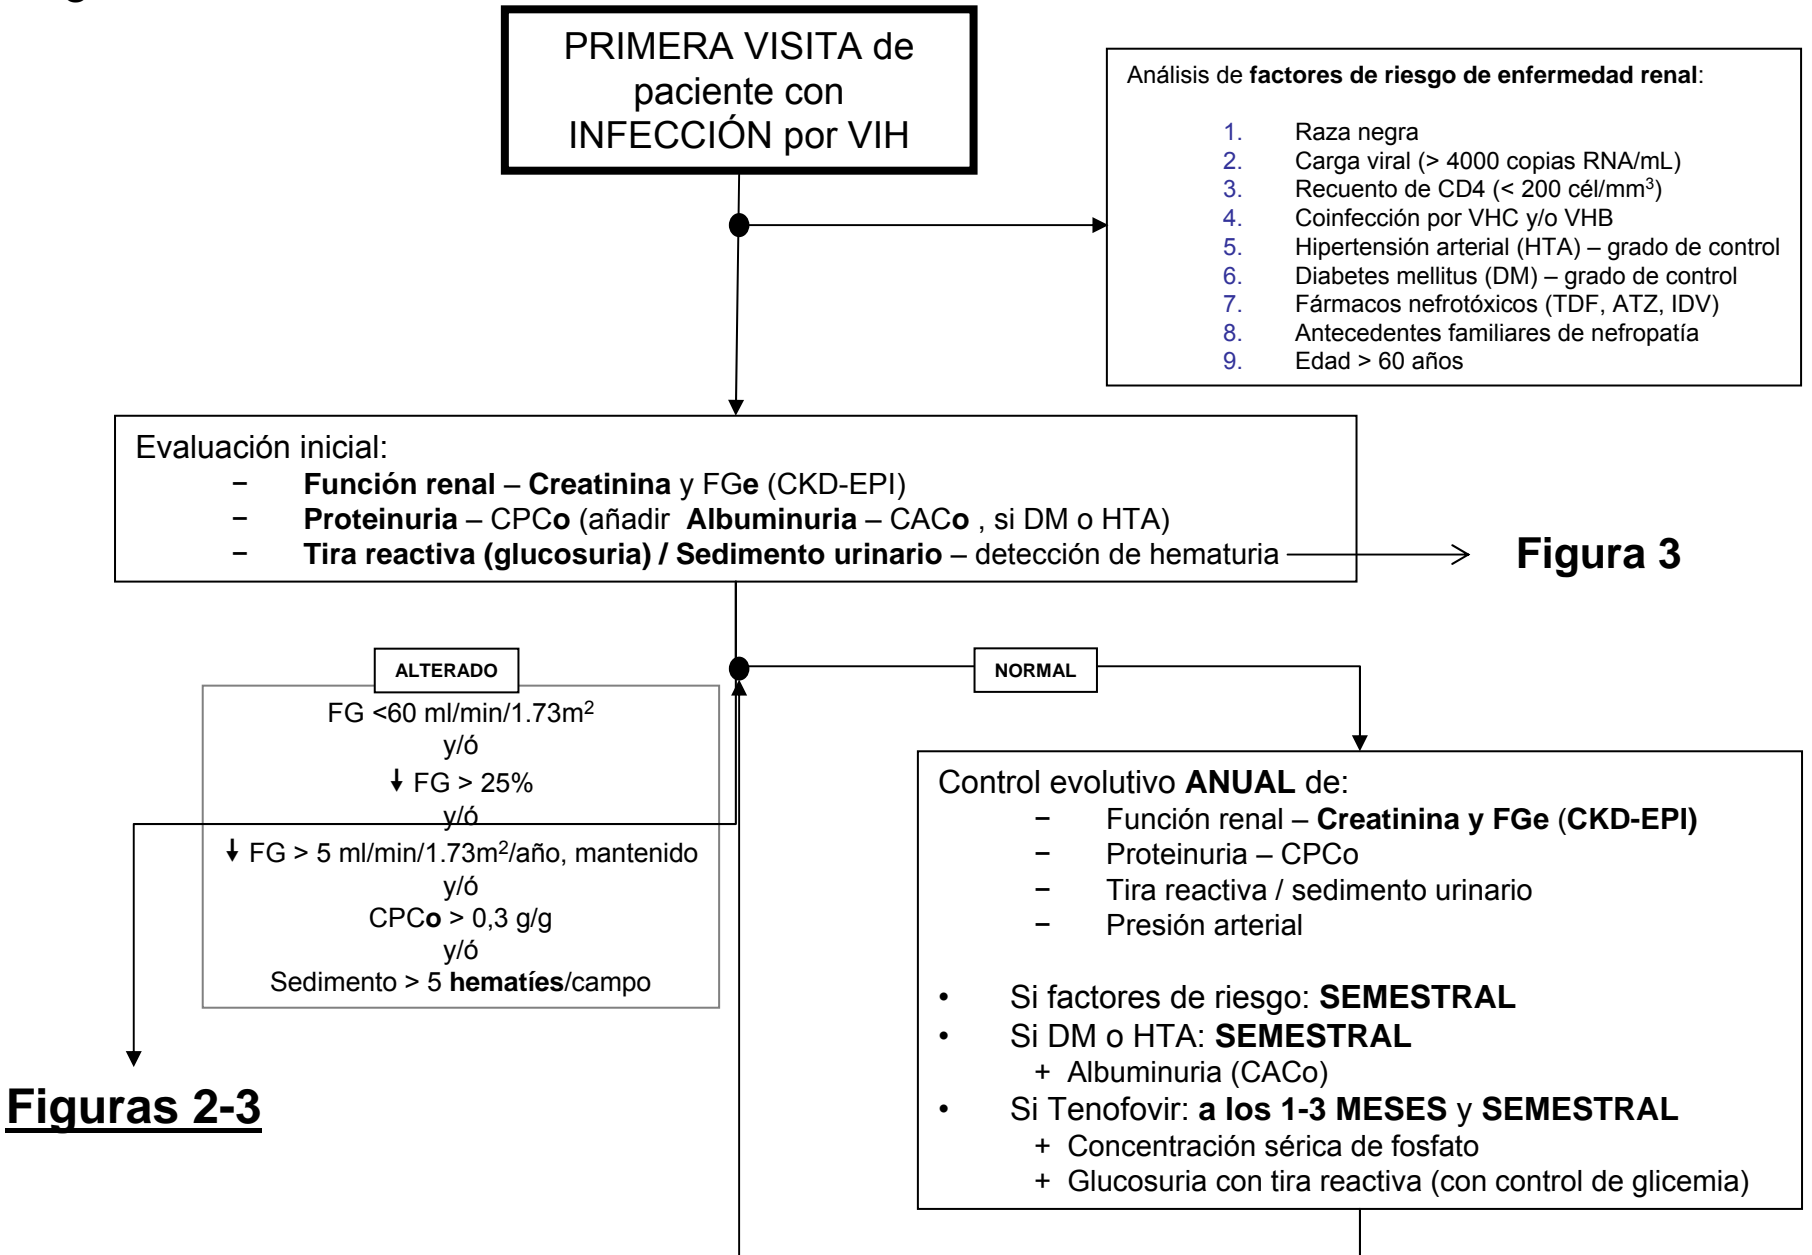 PRIMERA VISITA de
paciente con
INFECCIÓN por VIH
Análisis de factores de riesgo de enfermedad renal:
1. Raza negra
2. Carga viral (> 4000 copias RNA/mL)
3. Recuento de CD4 (< 200 cél/mm³)
4. Coinfección por VHC y/o VHB
5. Hipertensión arterial (HTA) – grado de control
6. Diabetes mellitus (DM) – grado de control
7. Fármacos nefrotóxicos (TDF, ATZ, IDV)
8. Antecedentes familiares de nefropatía
9. Edad > 60 años
Evaluación inicial:
− Función renal – Creatinina y FGe (CKD-EPI)
− Proteinuria – CPCo (añadir Albuminuria – CACo , si DM o HTA)
− Tira reactiva (glucosuria) / Sedimento urinario – detección de hematuria
Figura 3
ALTERADO
FG <60 ml/min/1.73m²
y/ó
↓ FG > 25%
y/ó
↓ FG > 5 ml/min/1.73m²/año, mantenido
y/ó
CPCo > 0,3 g/g
y/ó
Sedimento > 5 hematíes/campo
Figuras 2-3
NORMAL
Control evolutivo ANUAL de:
− Función renal – Creatinina y FGe (CKD-EPI)
− Proteinuria – CPCo
− Tira reactiva / sedimento urinario
− Presión arterial
• Si factores de riesgo: SEMESTRAL
• Si DM o HTA: SEMESTRAL
+ Albuminuria (CACo)
• Si Tenofovir: a los 1-3 MESES y SEMESTRAL
+ Concentración sérica de fosfato
+ Glucosuria con tira reactiva (con control de glicemia)